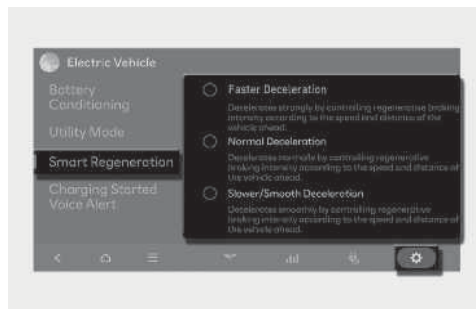 Electric Vehicle
Battery
Conditioning
Utility Mode
Smart Regeneration
Charging Started
Voice Alert
Faster Deceleration
Decelerates strongly by controlling regenerative braking
intensity according to the speed and distance of the
vehicle ahead.
Normal Deceleration
Decelerates normally by controlling regenerative
braking intensity according to the speed and distance of
the vehicle ahead.
Slower/Smooth Deceleration
Decelerates smoothly by controlling regenerative
braking intensity according to the speed and distance of
the vehicle ahead.